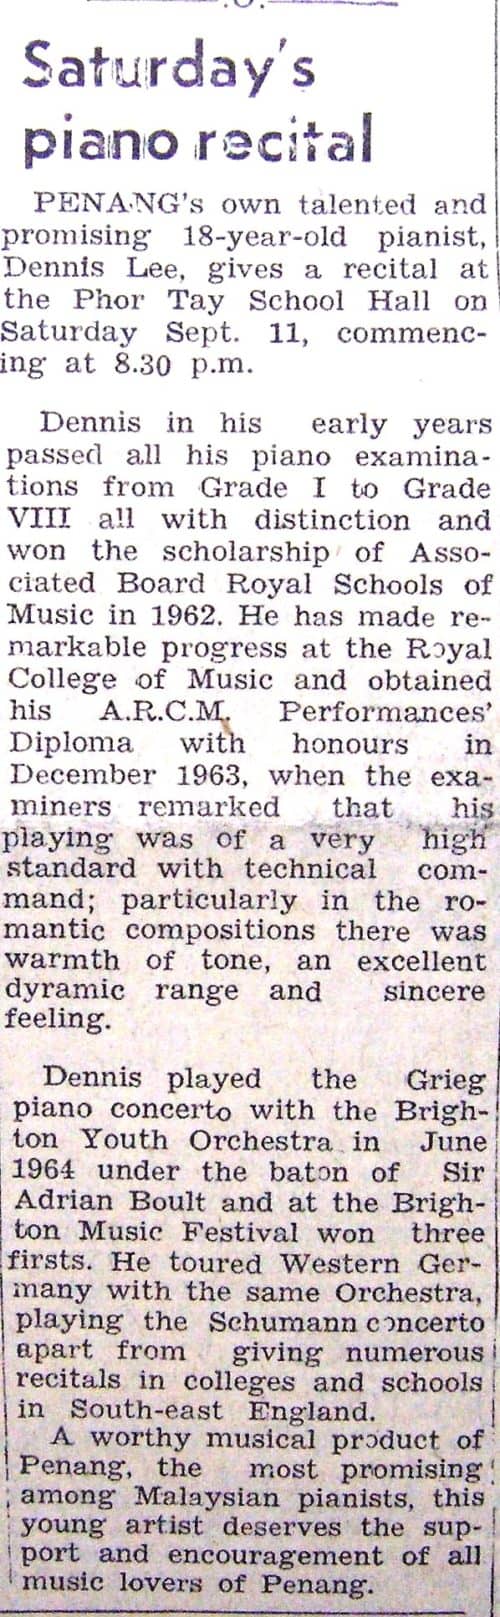 Saturday's
piano recital
PENANG's own talented and
promising 18-year-old pianist,
Dennis Lee, gives a recital at
the Phor Tay School Hall on
Saturday Sept. 11, commenc-
ing at 8.30 p.m.
Dennis in his early years
passed all his piano examina-
tions from Grade I to Grade
VIII all with distinction and
won the scholarship of Asso-
ciated Board Royal Schools of
Music in 1962. He has made re-
markable progress at the Royal
College of Music and obtained
his A.R.C.M. Performances'
Diploma with honours in
December 1963, when the exa-
miners remarked that his
playing was of a very high
standard with technical com-
mand; particularly in the ro-
mantic compositions there was
warmth of tone, an excellent
dyramic range and sincere
feeling.
Dennis played the Grieg
piano concerto with the Brigh-
ton Youth Orchestra in June
1964 under the baton of Sir
Adrian Boult and at the Brigh-
ton Music Festival won three
firsts. He toured Western Ger-
many with the same Orchestra,
playing the Schumann concerto
apart from giving numerous
recitals in colleges and schools
in South-east England.
A worthy musical product of
Penang, the most promising
among Malaysian pianists, this
young artist deserves the sup-
port and encouragement of all
music lovers of Penang.